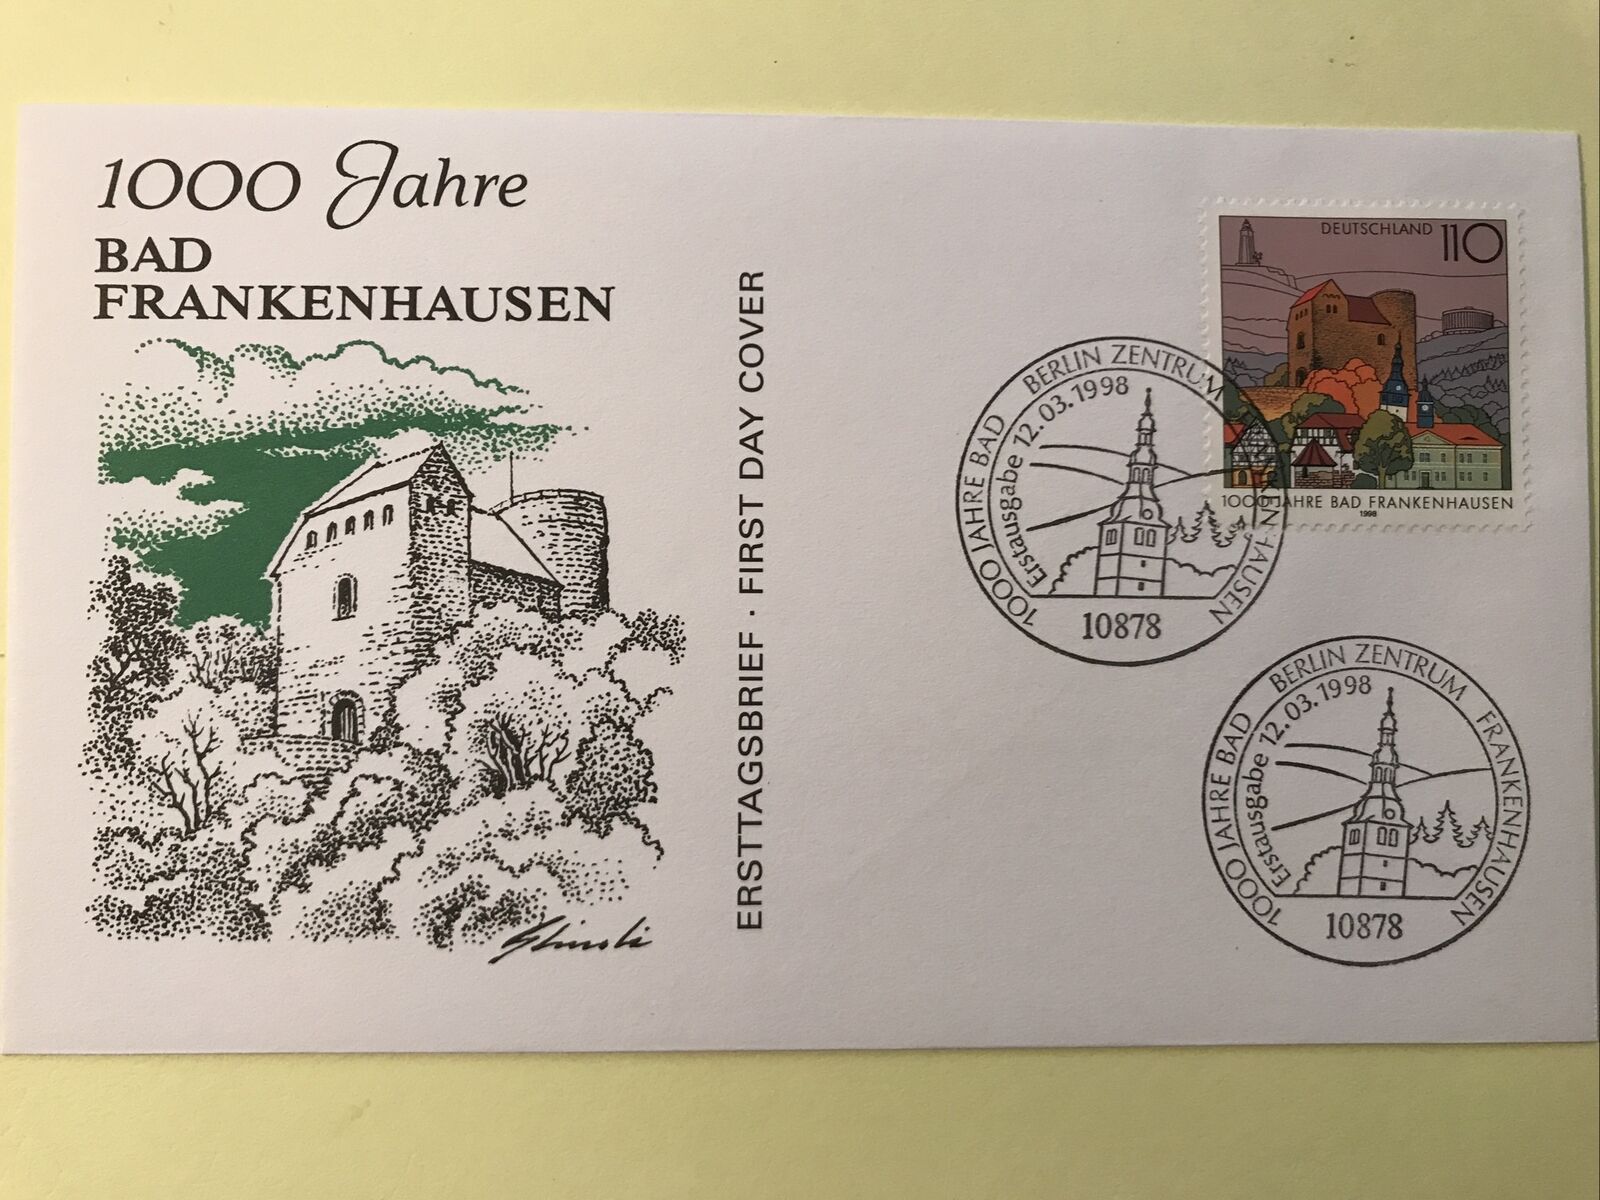 1000 Jahre
BAD
FRANKENHAUSEN
ERSTTAGSBRIEF · FIRST DAY COVER
DEUTSCHLAND 110
1000 JAHRE BAD FRANKENHAUSEN
1998
1000 JAHRE BAD FRANKENHAUSEN
BERLIN ZENTRUM
Erstausgabe 12.03.1998
10878
1000 JAHRE BAD FRANKENHAUSEN
BERLIN ZENTRUM
Erstausgabe 12.03.1998
10878